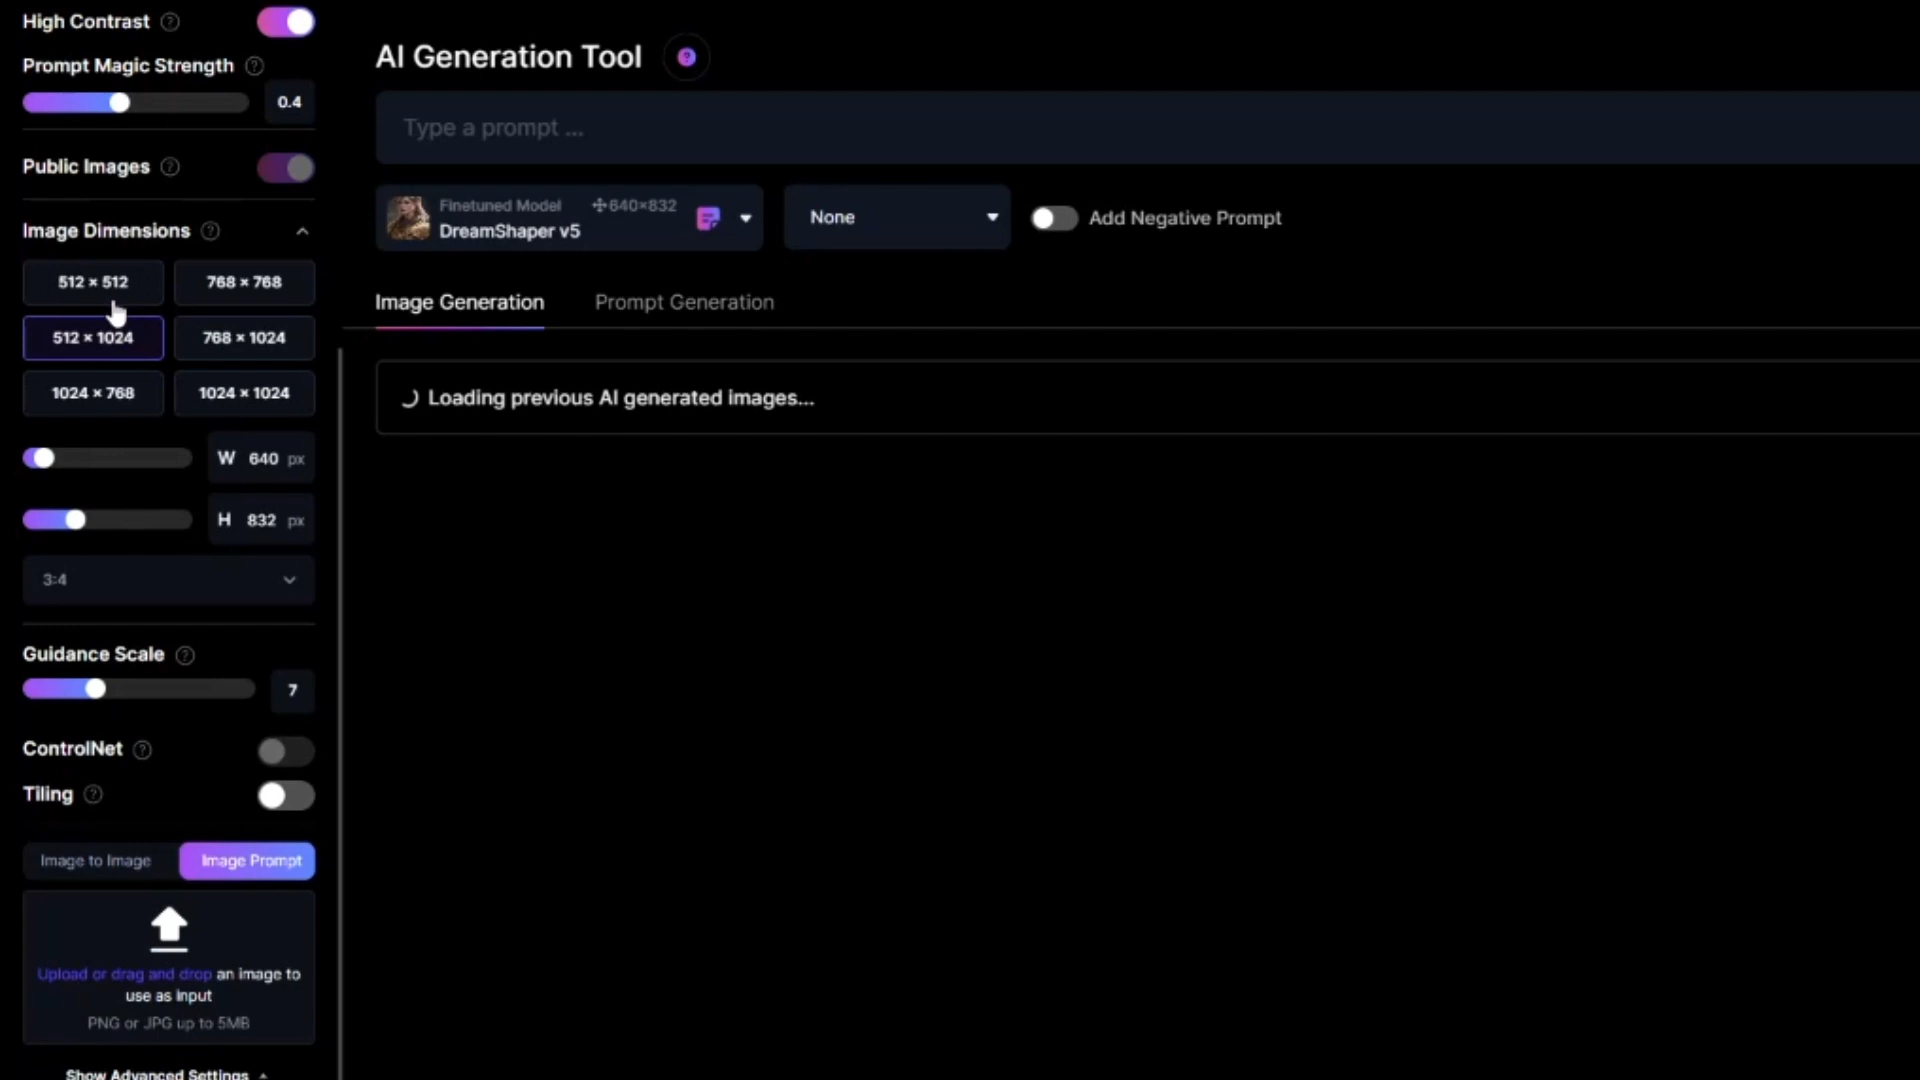 High Contrast
Prompt Magic Strength
0.4
Public Images
Image Dimensions
512 × 512
768 × 768
512 × 1024
768 × 1024
1024 × 768
1024 × 1024
W 640 px
H 832 px
3:4
Guidance Scale
7
ControlNet
Tiling
Image to Image
Image Prompt
Upload or drag and drop an image to
use as input
PNG or JPG up to 5MB
Show Advanced Settings
AI Generation Tool
Type a prompt ...
Finetuned Model 640×832
DreamShaper v5
None
Add Negative Prompt
Image Generation
Prompt Generation
Loading previous AI generated images...